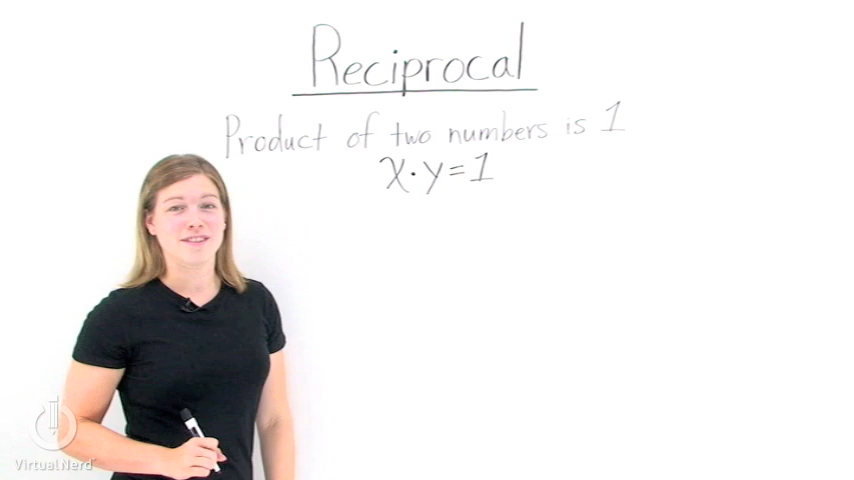 Reciprocal
Product of two numbers is 1
x·y=1
VirtualNerd